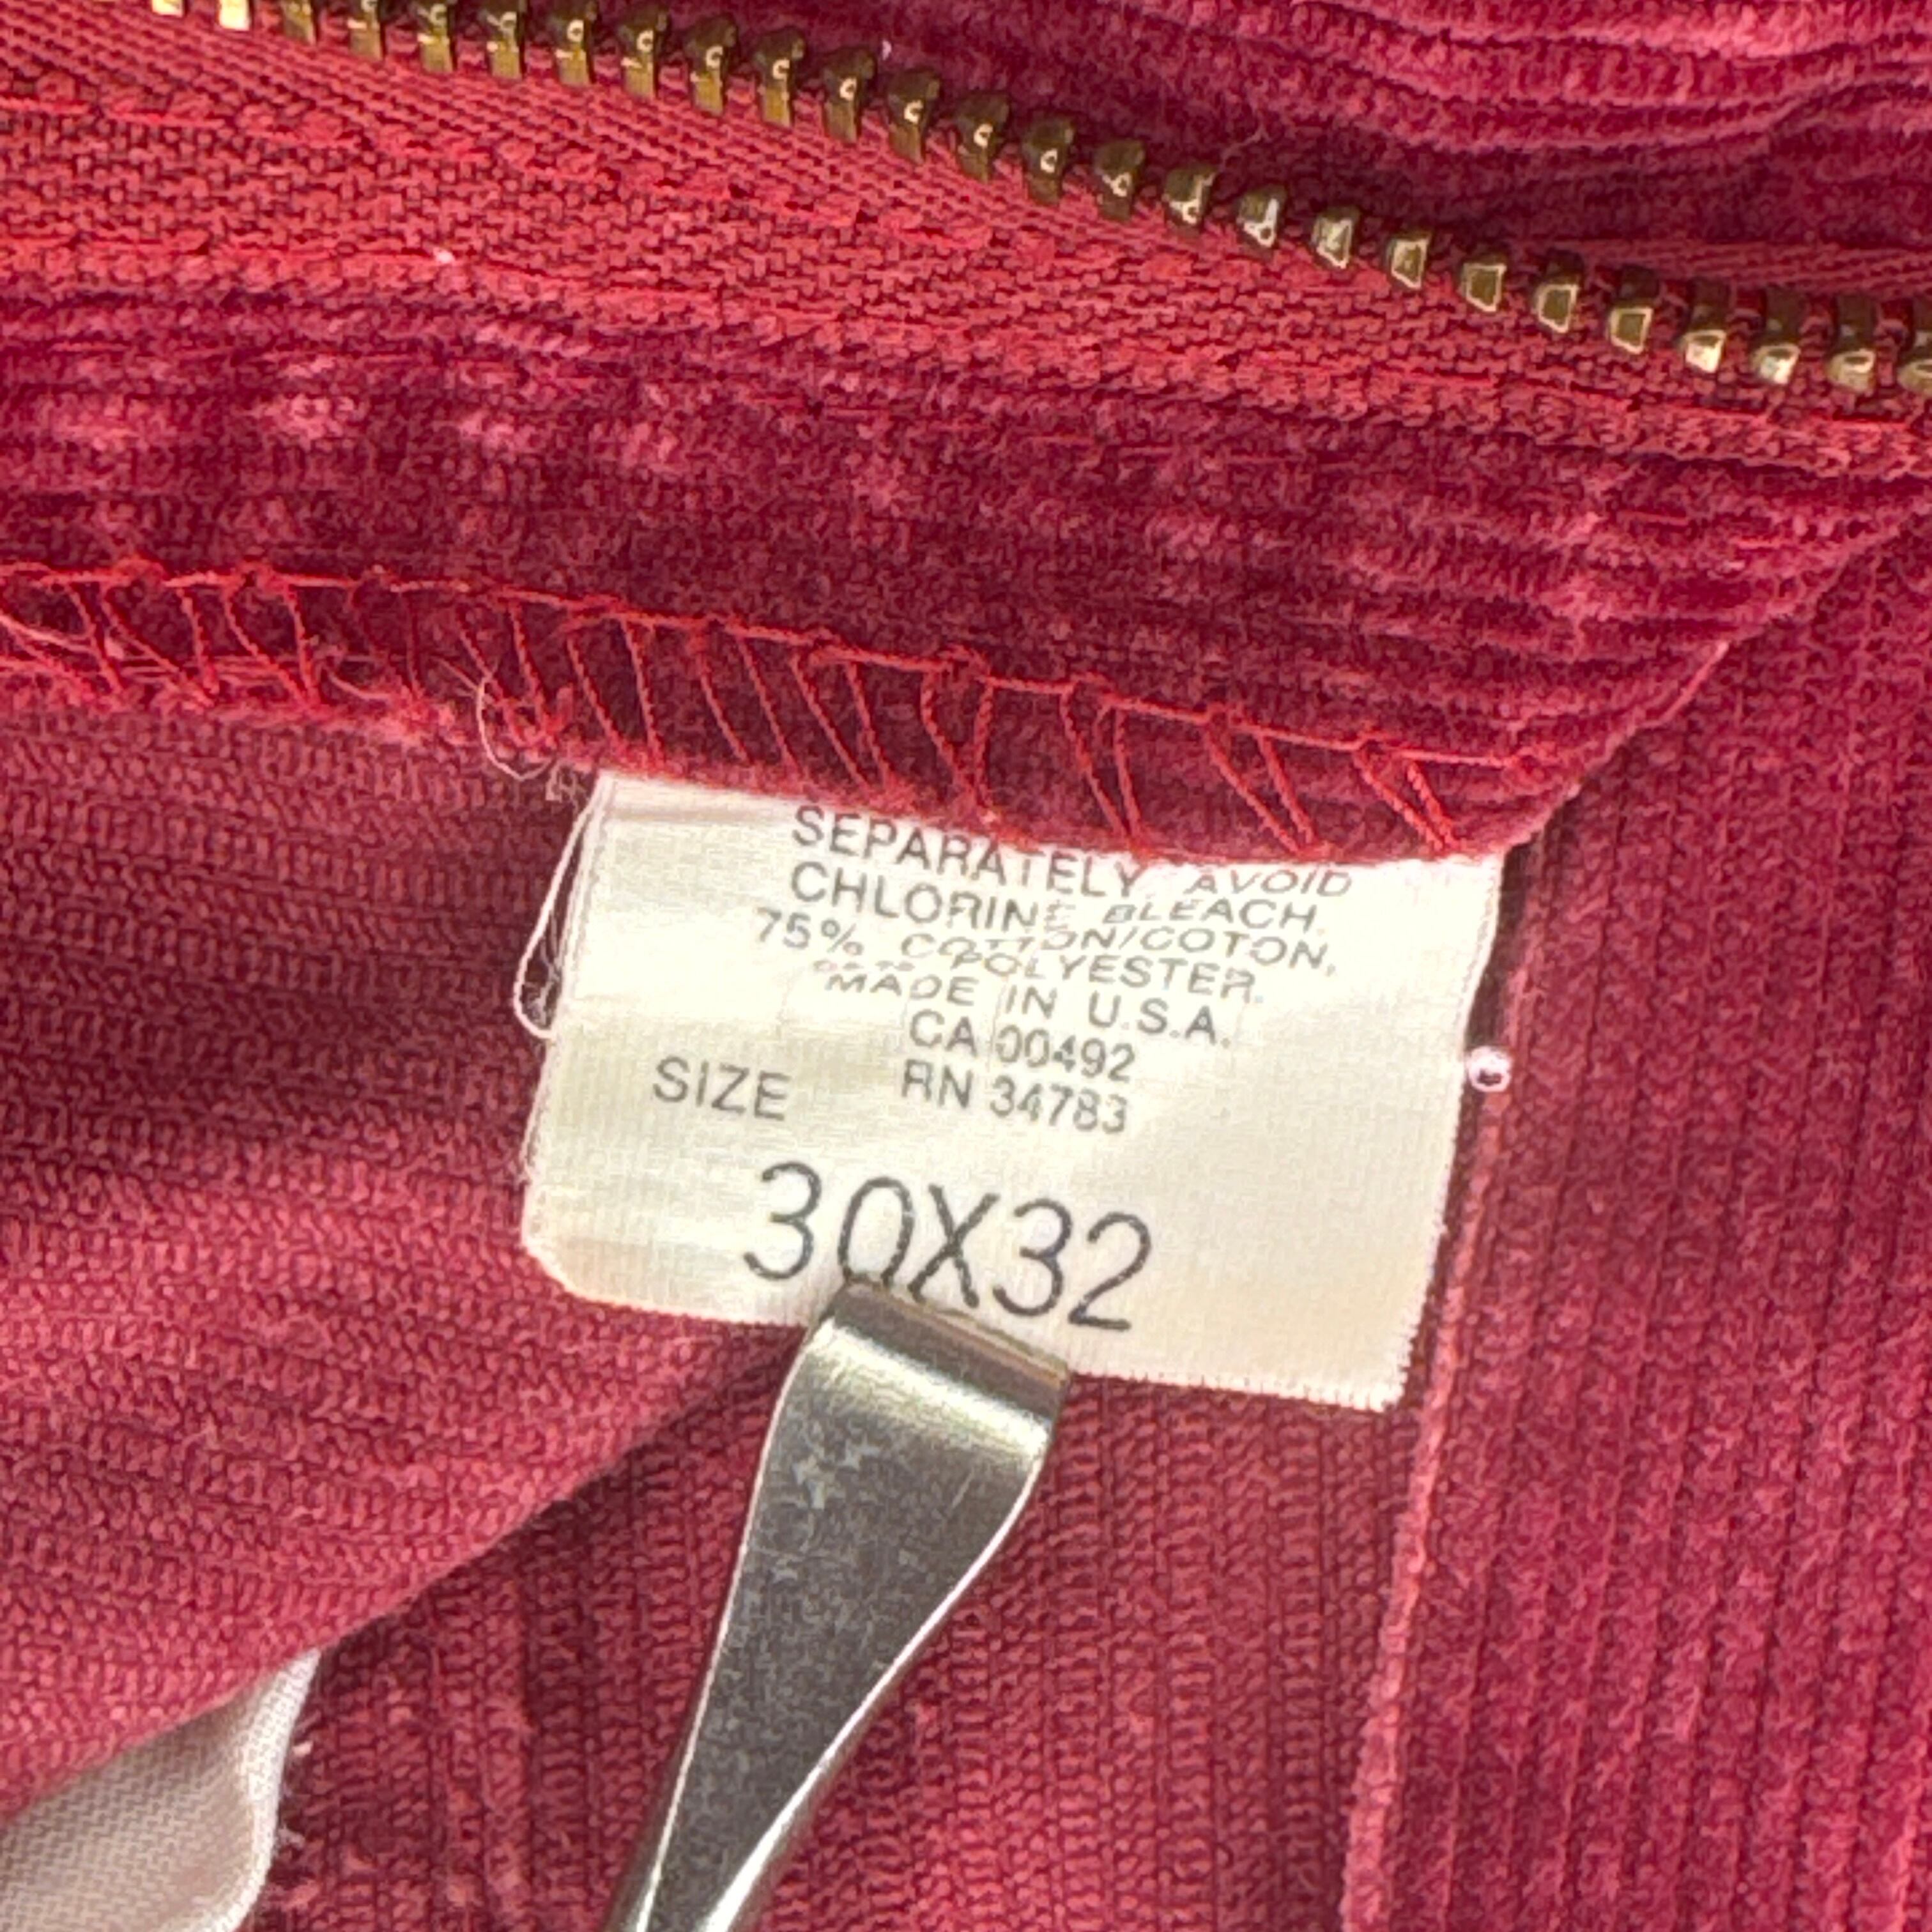 SEPARATELY. AVOID
CHLORINE BLEACH.
75% COTTON/COTON,
POLYESTER.
MADE IN U.S.A.
CA 00492
RN 34783
SIZE
30X32